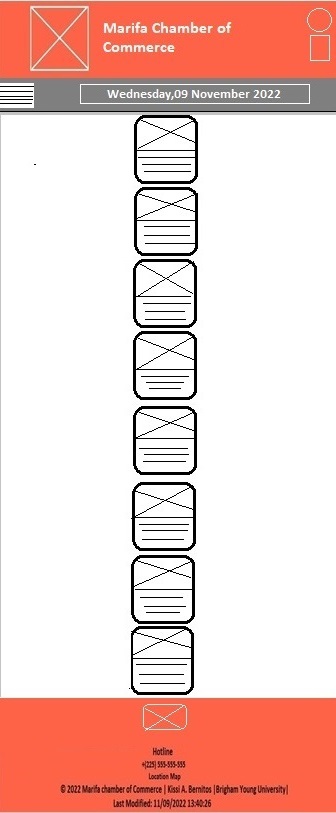 Marifa Chamber of
Commerce
Wednesday,09 November 2022
Hotline
+(225) 555-555-555
Location Map
© 2022 Marifa chamber of Commerce | Kissi A. Bernitos |Brigham Young University|
Last Modified: 11/09/2022 13:40:26